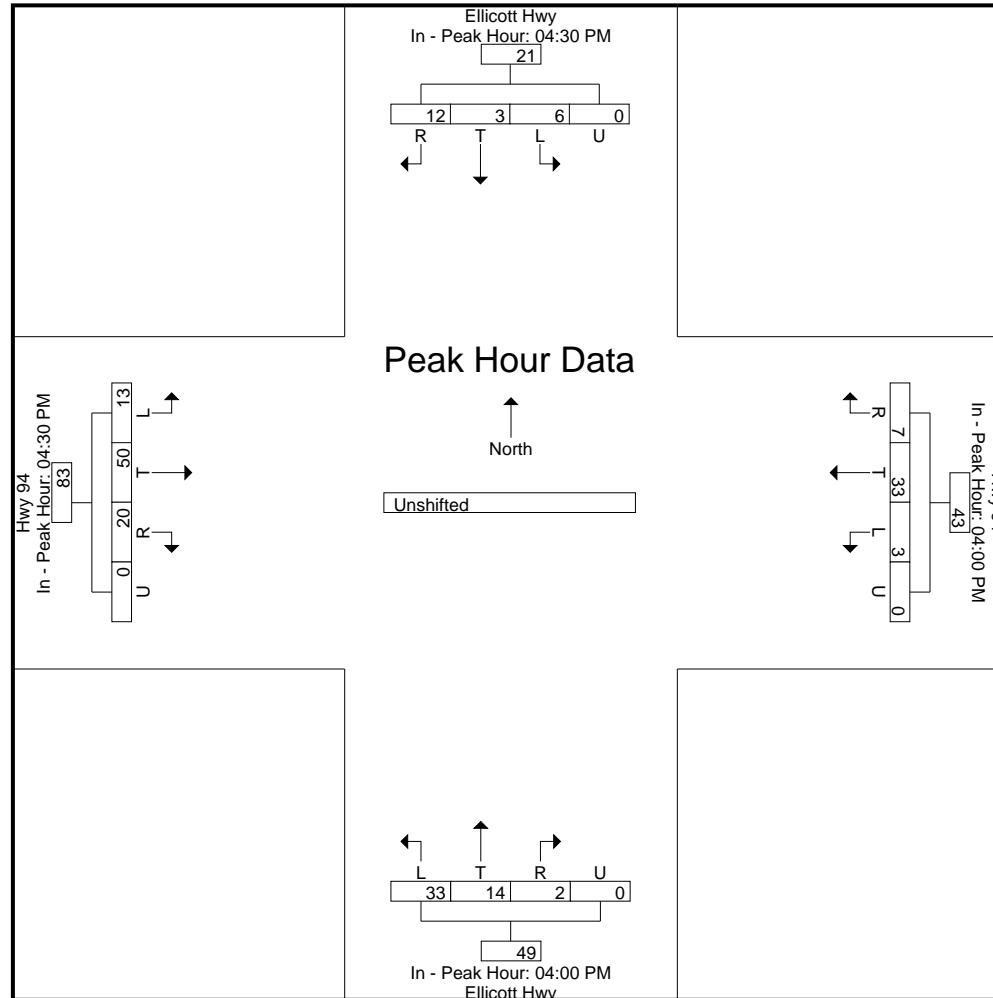 Ellicott Hwy
In - Peak Hour: 04:30 PM
21
12 3 6 0
R T L U
Peak Hour Data
North
Unshifted
Hwy 94
In - Peak Hour: 04:30 PM
83
13 50 20 0
L T R U
In - Peak Hour: 04:00 PM
43
7 33 3 0
R T L U
L T R U
33 14 2 0
49
In - Peak Hour: 04:00 PM
Ellicott Hwy